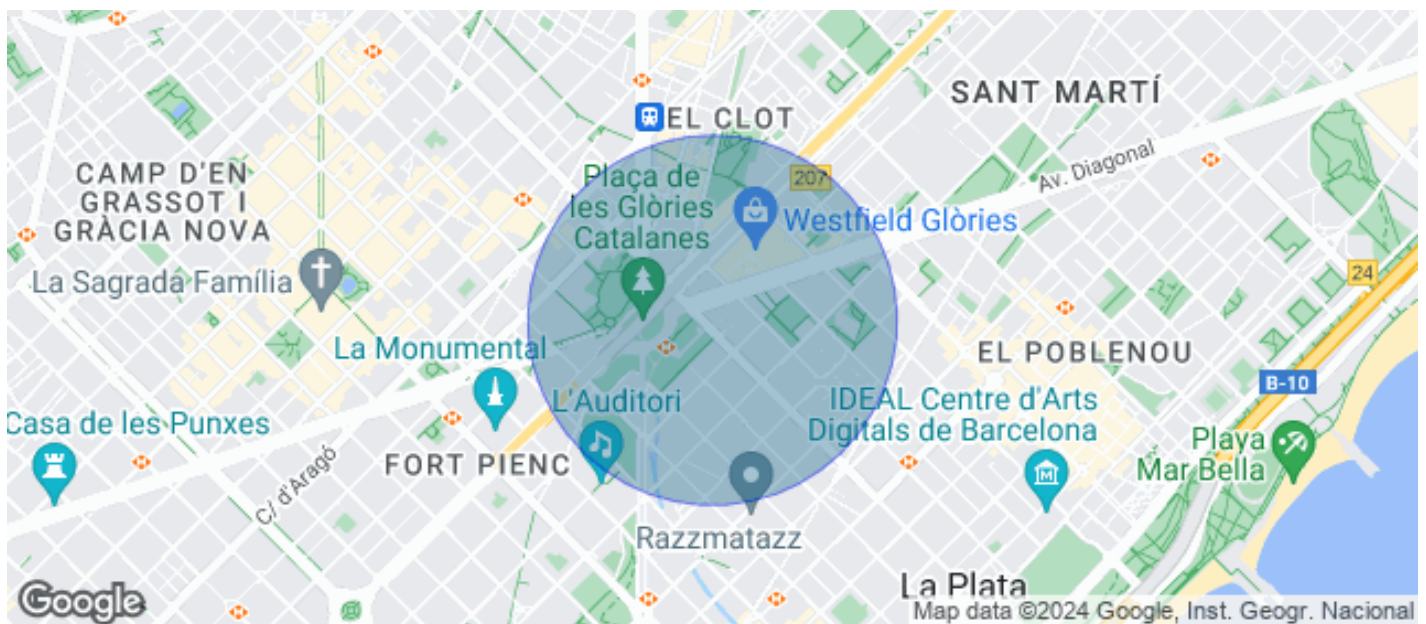 SANT MARTÍ
EL CLOT
Av. Diagonal
CAMP D'EN
GRASSOT I
GRÀCIA NOVA
Plaça de
les Glòries
Catalanes
207
Westfield Glòries
La Sagrada Família
24
La Monumental
EL POBLENOU
B-10
Casa de les Punxes
L'Auditori
IDEAL Centre d'Arts
Digitals de Barcelona
Playa
Mar Bella
FORT PIENC
C/ d'Aragó
M
Razzmatazz
La Plata
Google
Map data ©2024 Google, Inst. Geogr. Nacional